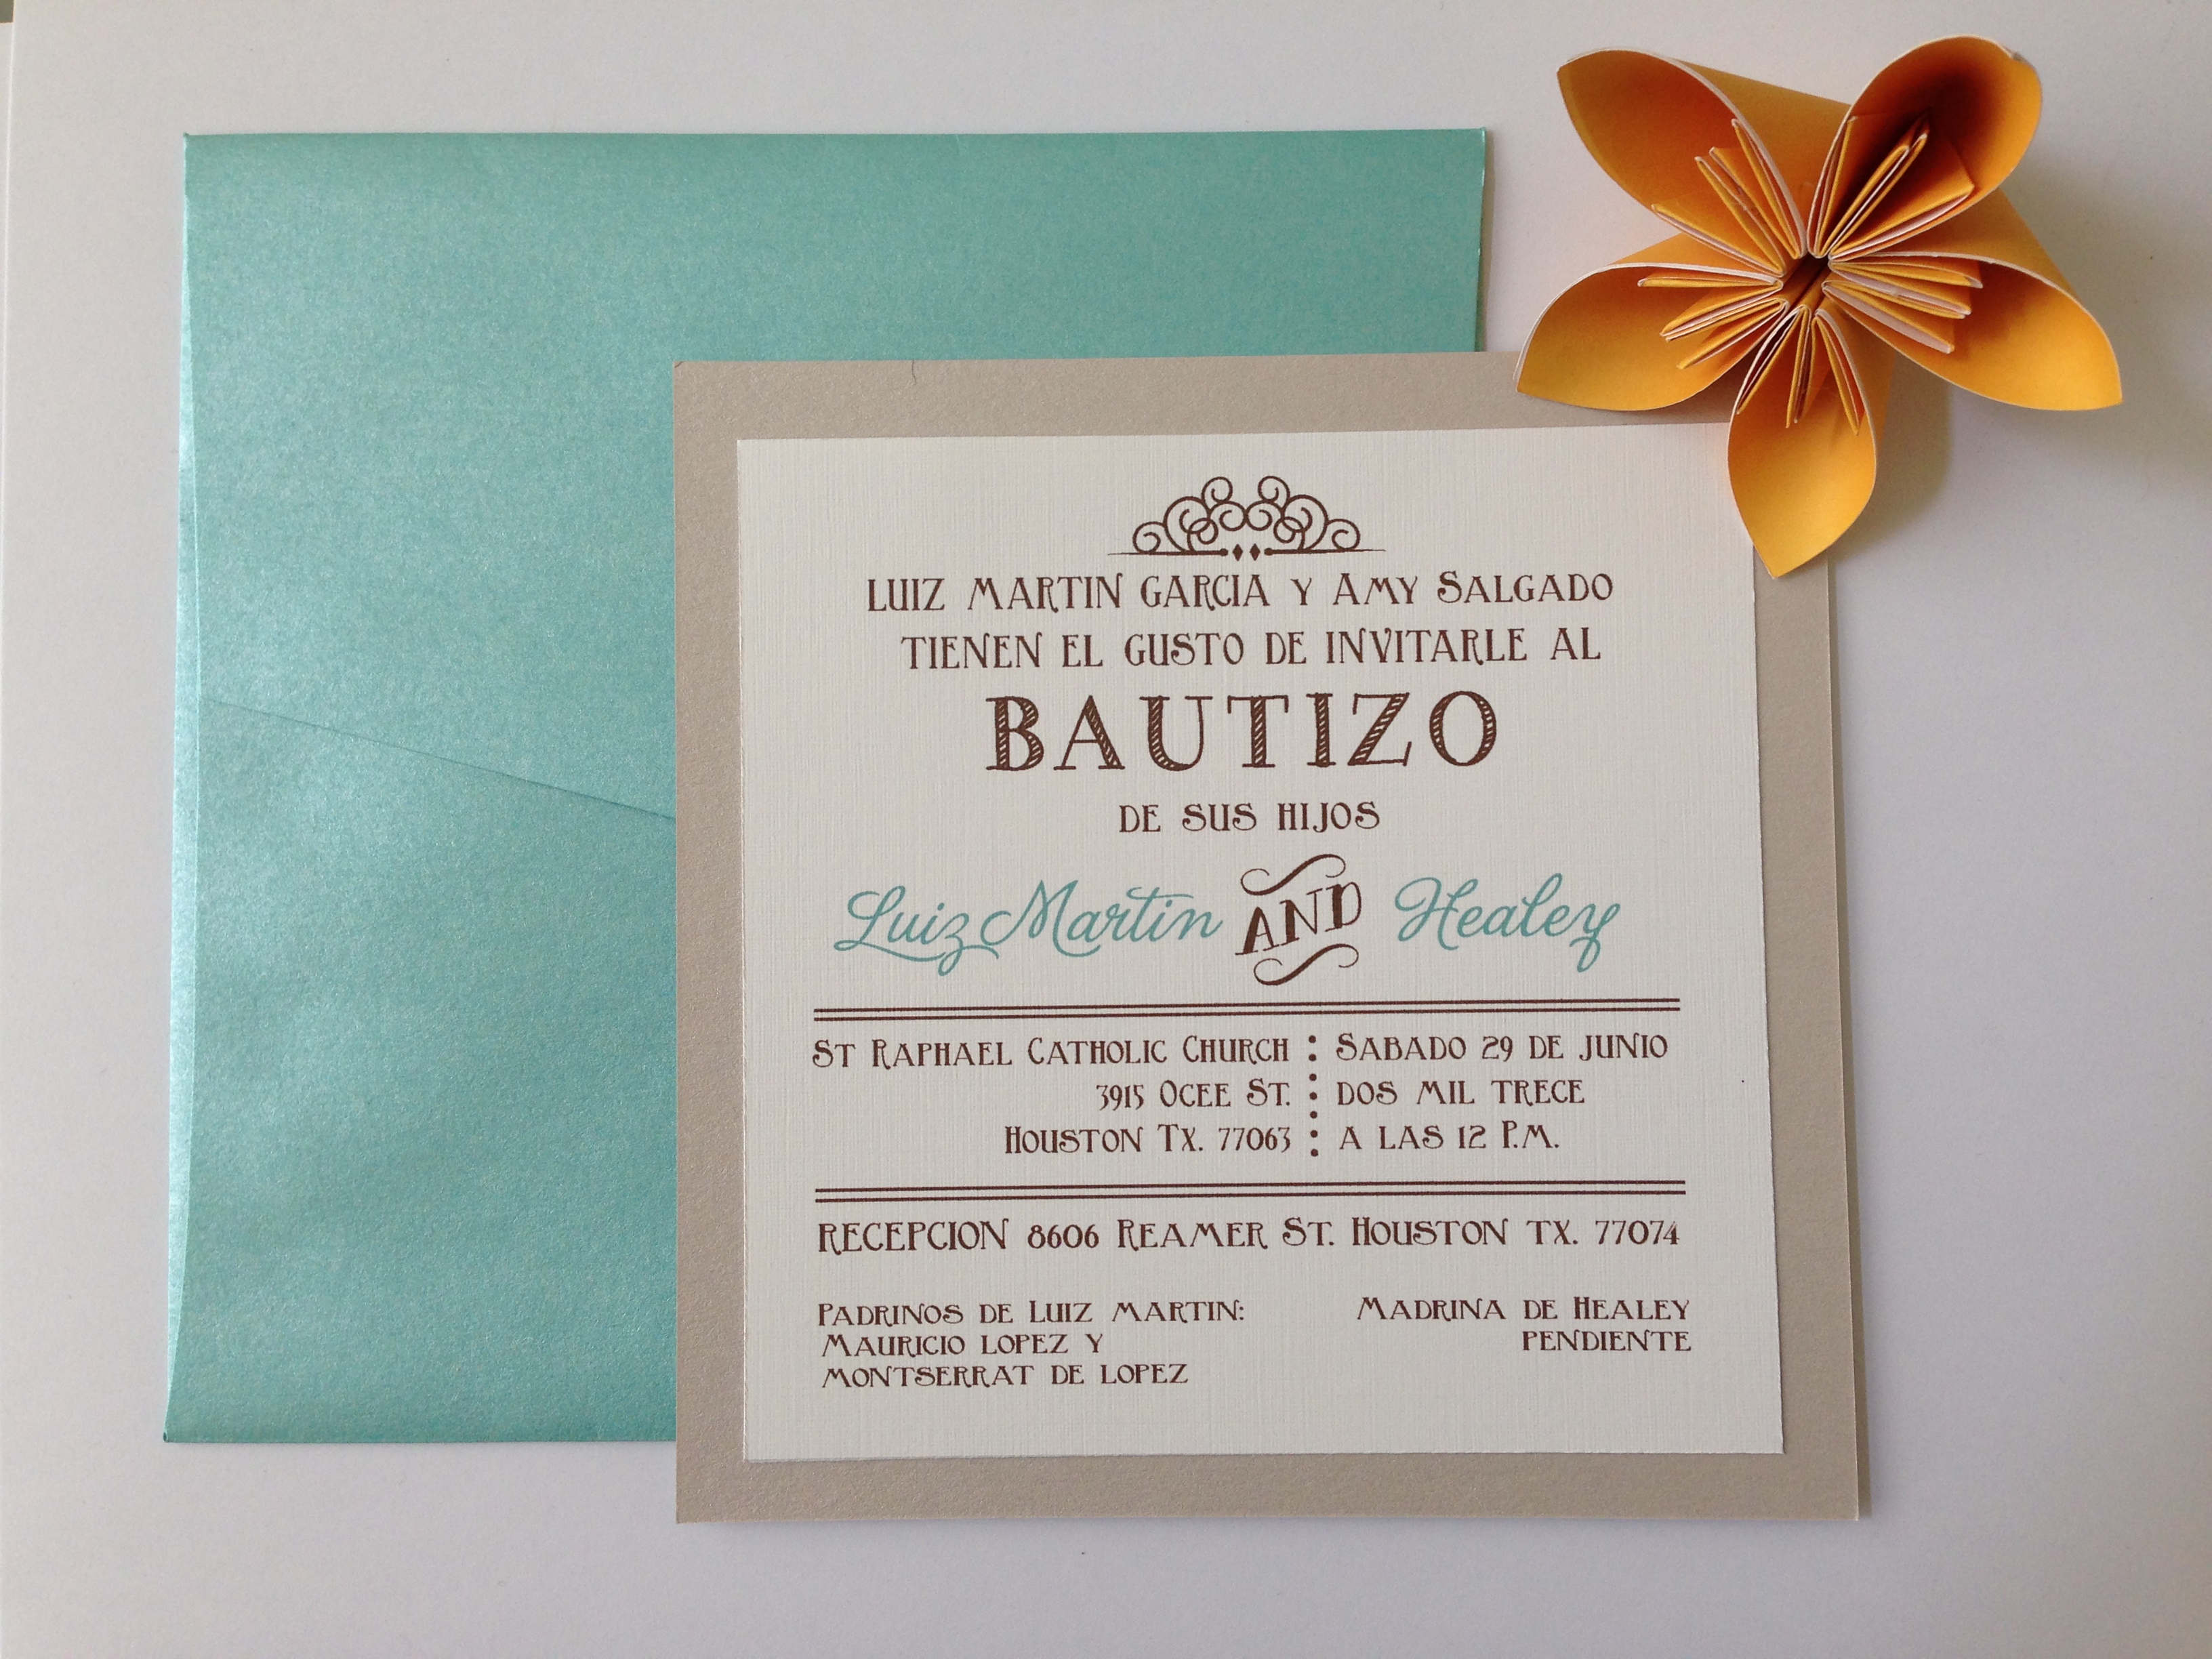 Luiz Martin Garcia y Amy Salgado
tienen el gusto de invitarle al
BAUTIZO
de sus hijos
Luiz Martin AND Healey
St Raphael Catholic Church
3915 Ocee St.
Houston Tx. 77063
Sabado 29 de Junio
dos mil trece
a las 12 P.M.
Recepcion 8606 Reamer St. Houston Tx. 77074
Padrinos de Luiz Martin:
Mauricio Lopez y
Montserrat de Lopez
Madrina de Healey
Pendiente